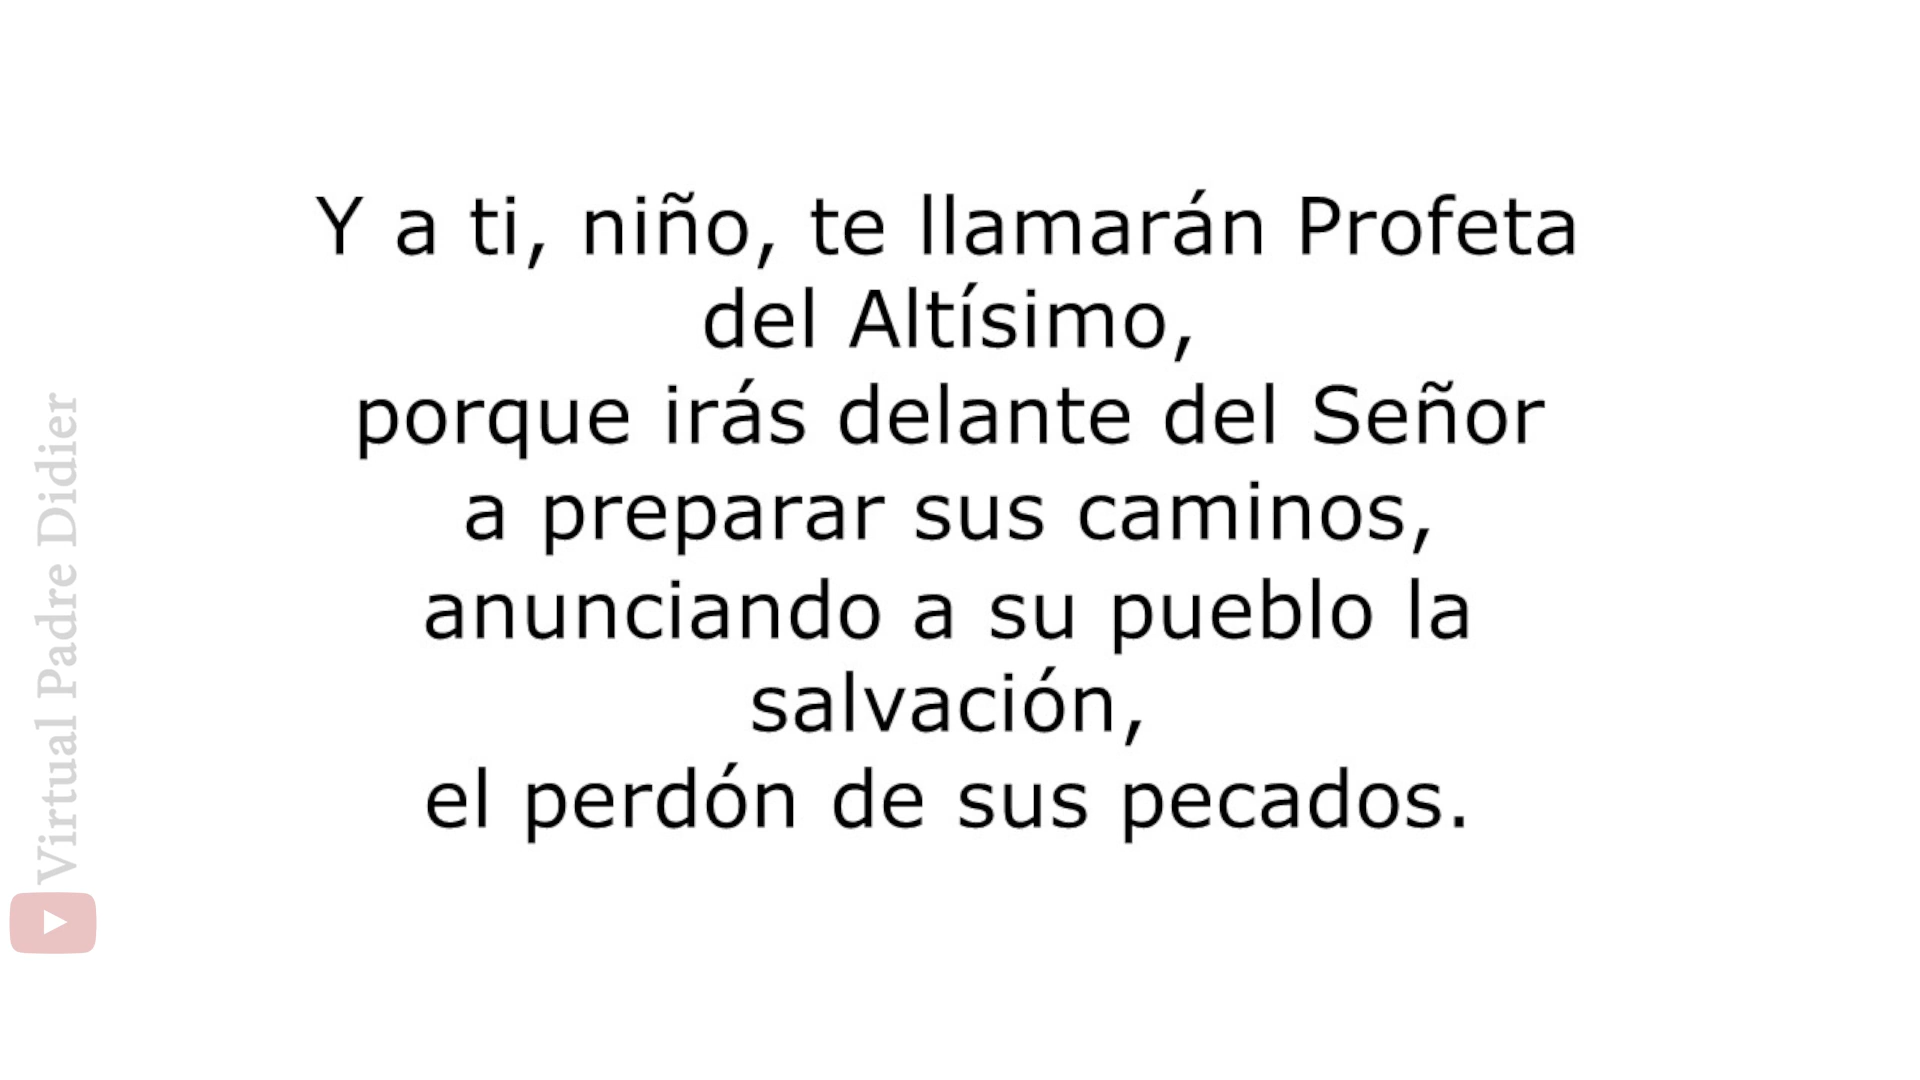 Y a ti, niño, te llamarán Profeta
del Altísimo,
porque irás delante del Señor
a preparar sus caminos,
anunciando a su pueblo la
salvación,
el perdón de sus pecados.
Virtual Padre Didier